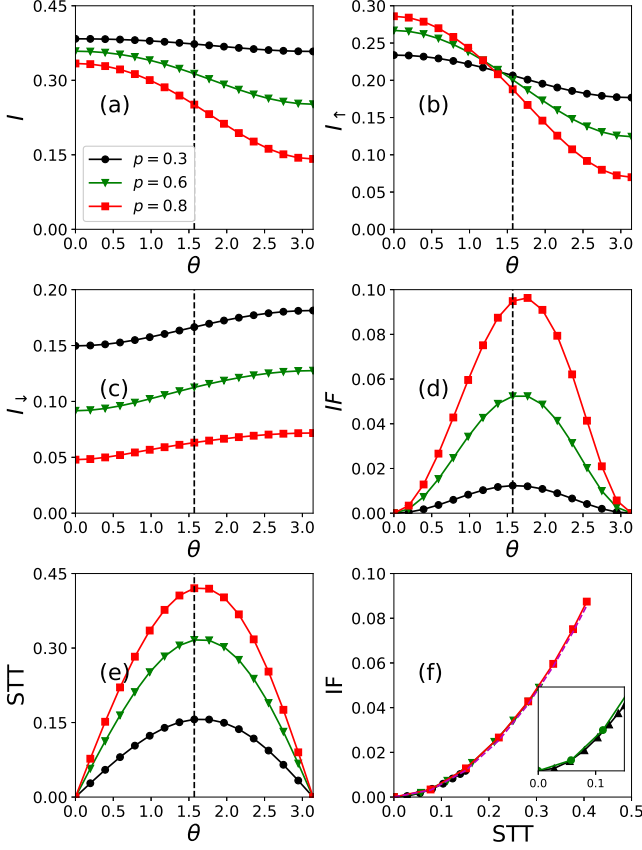 0.45
0.30
0.15
0.00
I
(a)
p = 0.3
p = 0.6
p = 0.8
0.0 0.5 1.0 1.5 2.0 2.5 3.0
θ
0.30
0.25
0.20
0.15
0.10
0.05
0.00
I↑
(b)
0.0 0.5 1.0 1.5 2.0 2.5 3.0
θ
0.20
0.15
0.10
0.05
0.00
I↓
(c)
0.0 0.5 1.0 1.5 2.0 2.5 3.0
θ
0.10
0.08
0.06
0.04
0.02
0.00
IF
(d)
0.0 0.5 1.0 1.5 2.0 2.5 3.0
θ
0.45
0.30
0.15
0.00
STT
(e)
0.0 0.5 1.0 1.5 2.0 2.5 3.0
θ
0.10
0.08
0.06
0.04
0.02
0.00
IF
(f)
0.0 0.1
0.0 0.1 0.2 0.3 0.4 0.5
STT